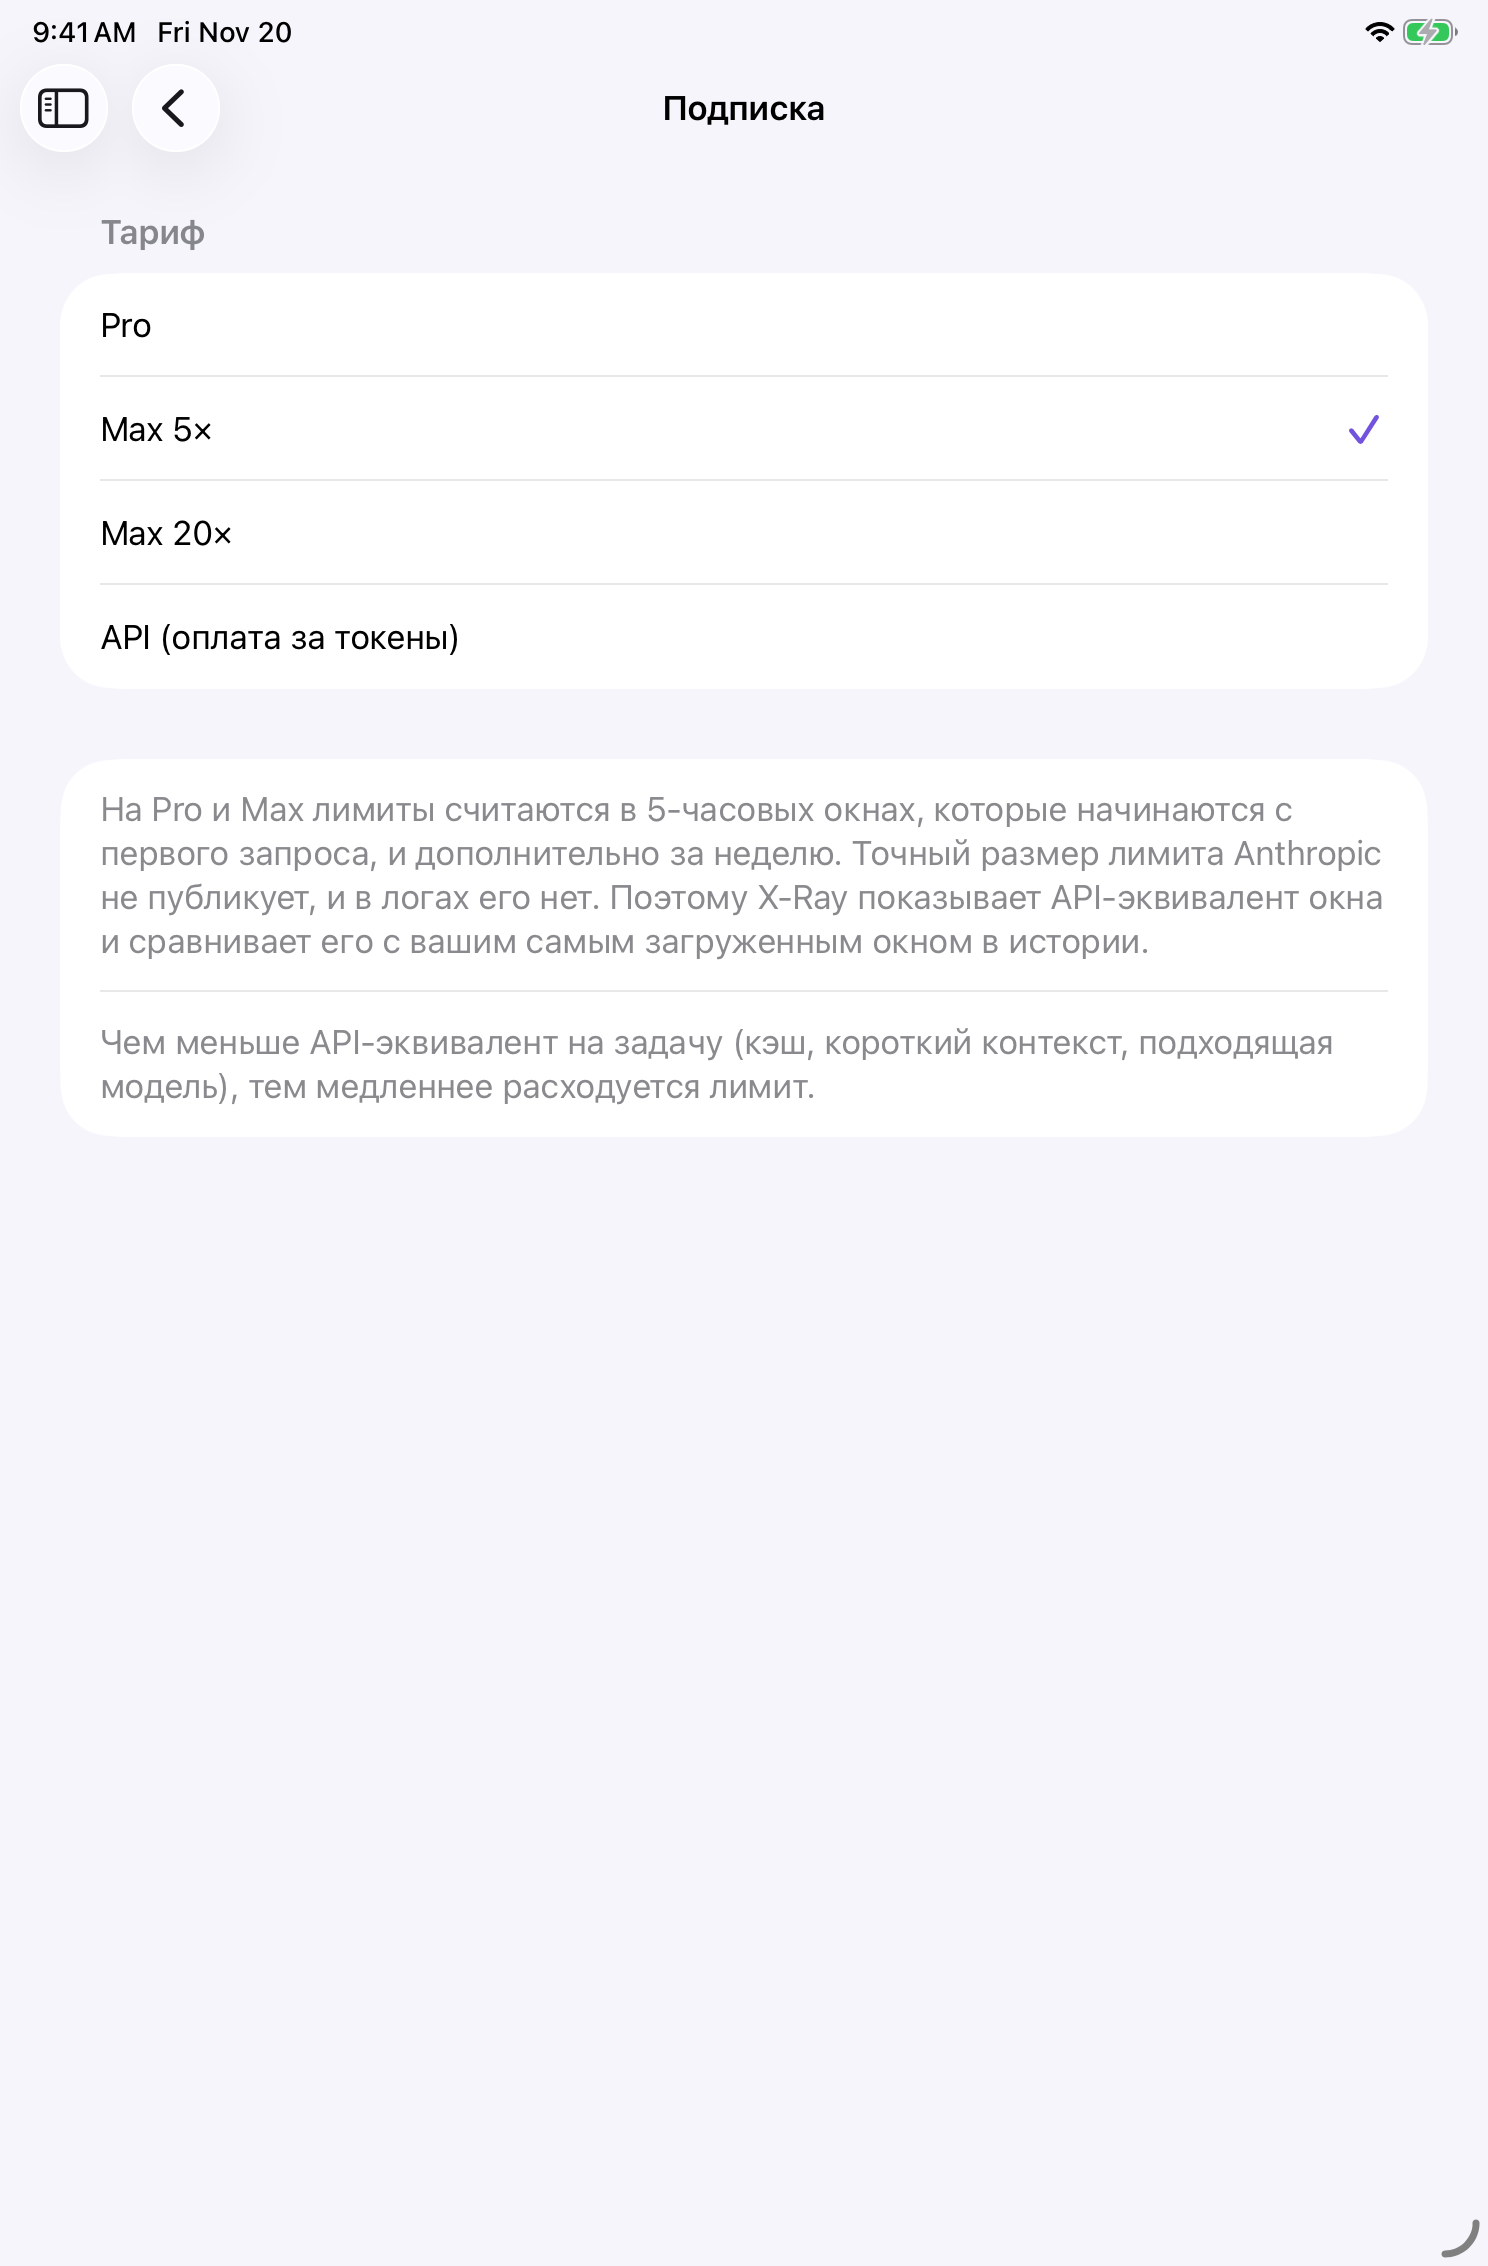 9:41 AM Fri Nov 20
Подписка
Тариф
Pro
Max 5×
Max 20×
API (оплата за токены)
На Pro и Max лимиты считаются в 5-часовых окнах, которые начинаются с
первого запроса, и дополнительно за неделю. Точный размер лимита Anthropic
не публикует, и в логах его нет. Поэтому X-Ray показывает API-эквивалент окна
и сравнивает его с вашим самым загруженным окном в истории.
Чем меньше API-эквивалент на задачу (кэш, короткий контекст, подходящая
модель), тем медленнее расходуется лимит.